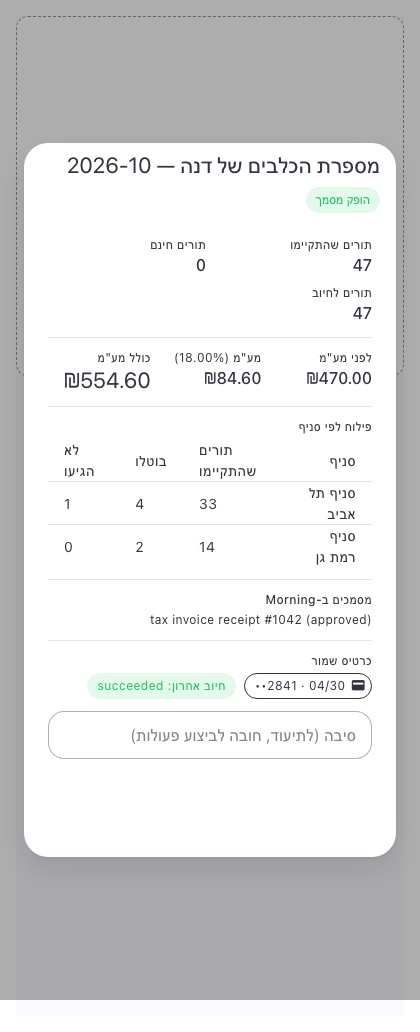 מספרת הכלבים של דנה — 2026-10
הופק מסמך
תורים שהתקיימו תורים חינם
47 0
תורים לחיוב
47
לפני מע"מ מע"מ (18.00%) כולל מע"מ
₪470.00 ₪84.60 ₪554.60
פילוח לפי סניף
סניף תורים שהתקיימו בוטלו לא הגיעו
סניף תל אביב 33 4 1
סניף רמת גן 14 2 0
מסמכים ב-Morning
tax invoice receipt #1042 (approved)
כרטיס שמור
••2841 · 04/30 חיוב אחרון: succeeded
סיבה (לתיעוד, חובה לביצוע פעולות)